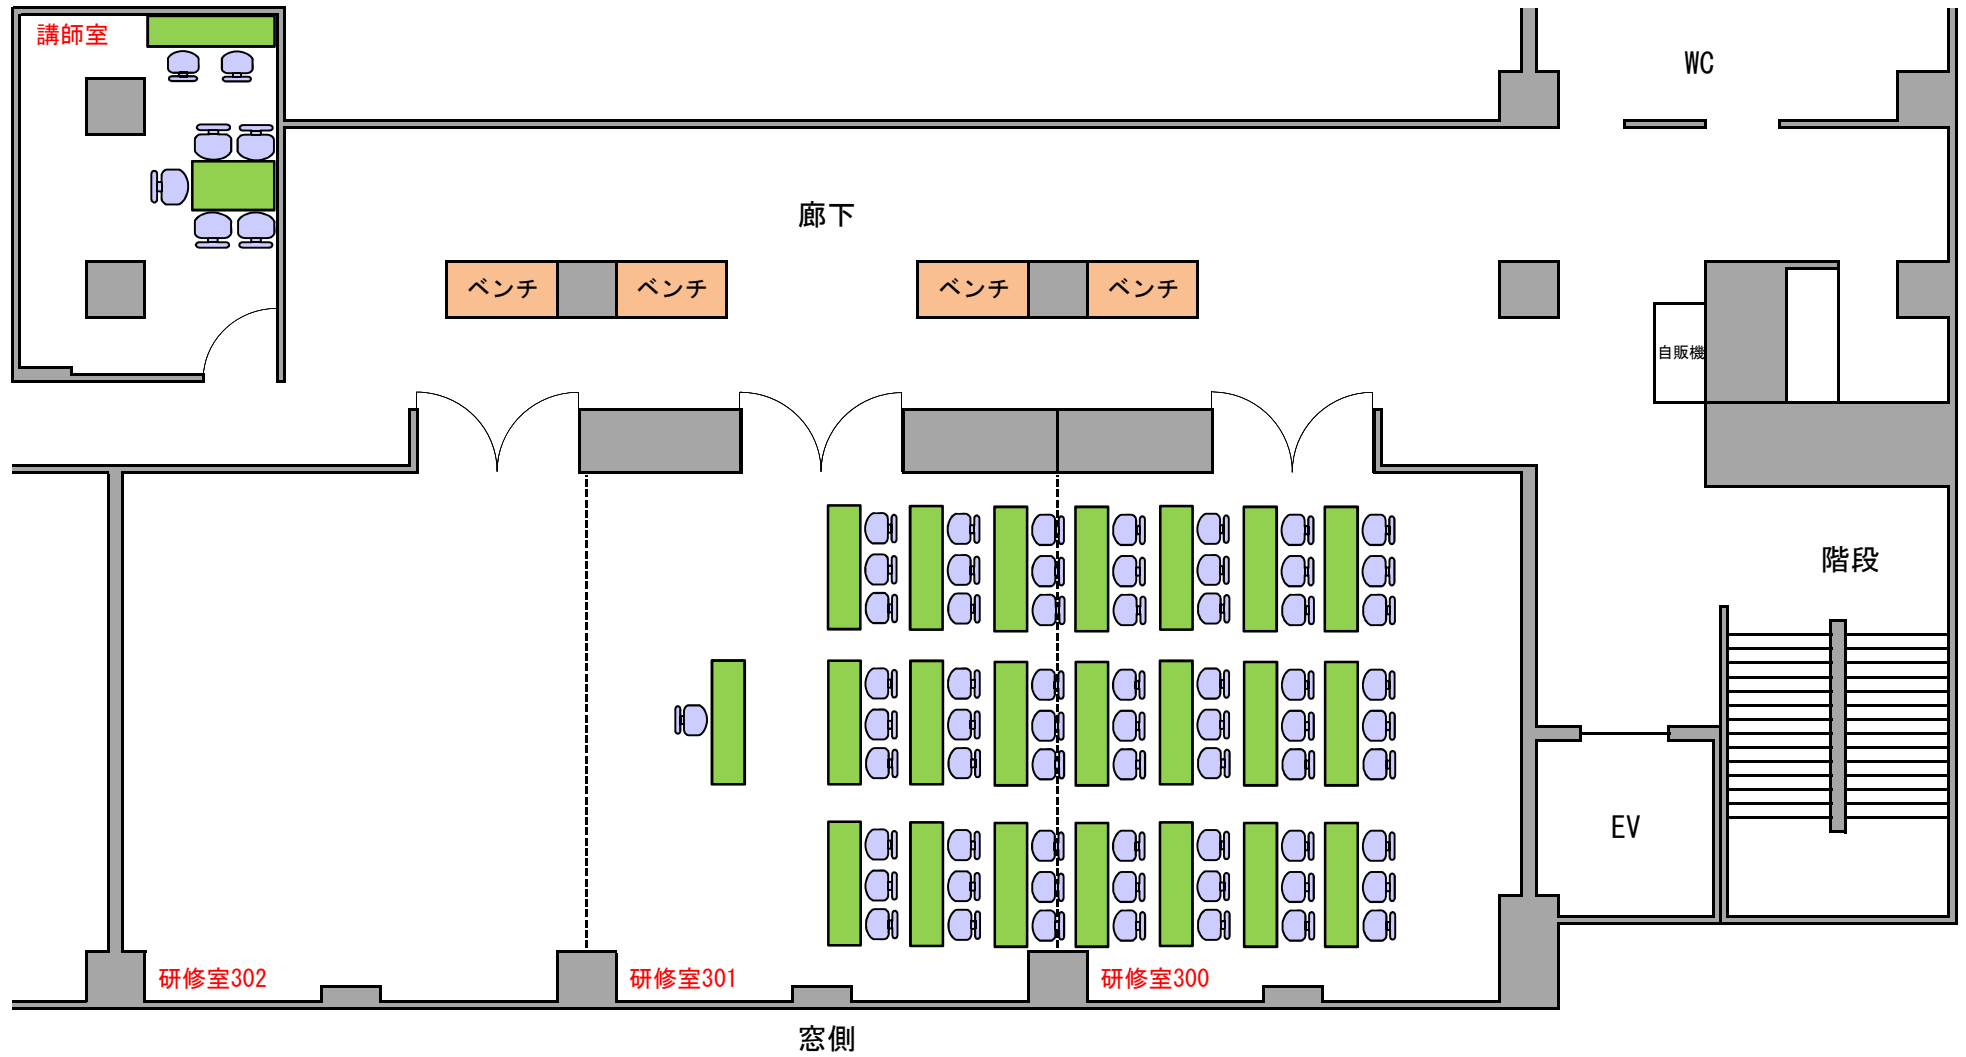 講師室
WC
廊下
ベンチ
ベンチ
ベンチ
ベンチ
自販機
階段
EV
研修室302
研修室301
研修室300
窓側